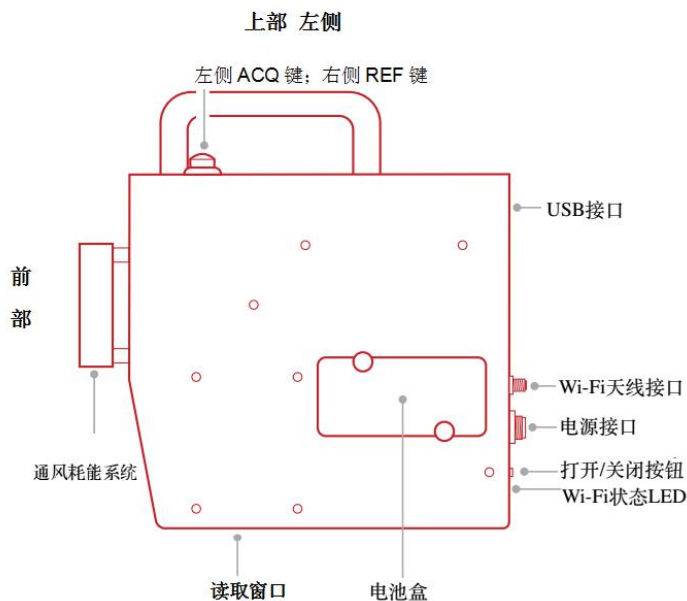 上部 左侧
左侧 ACQ 键；右侧 REF 键
USB接口
前
部
Wi-Fi天线接口
电源接口
打开/关闭按钮
通风耗能系统
Wi-Fi状态LED
读取窗口
电池盒